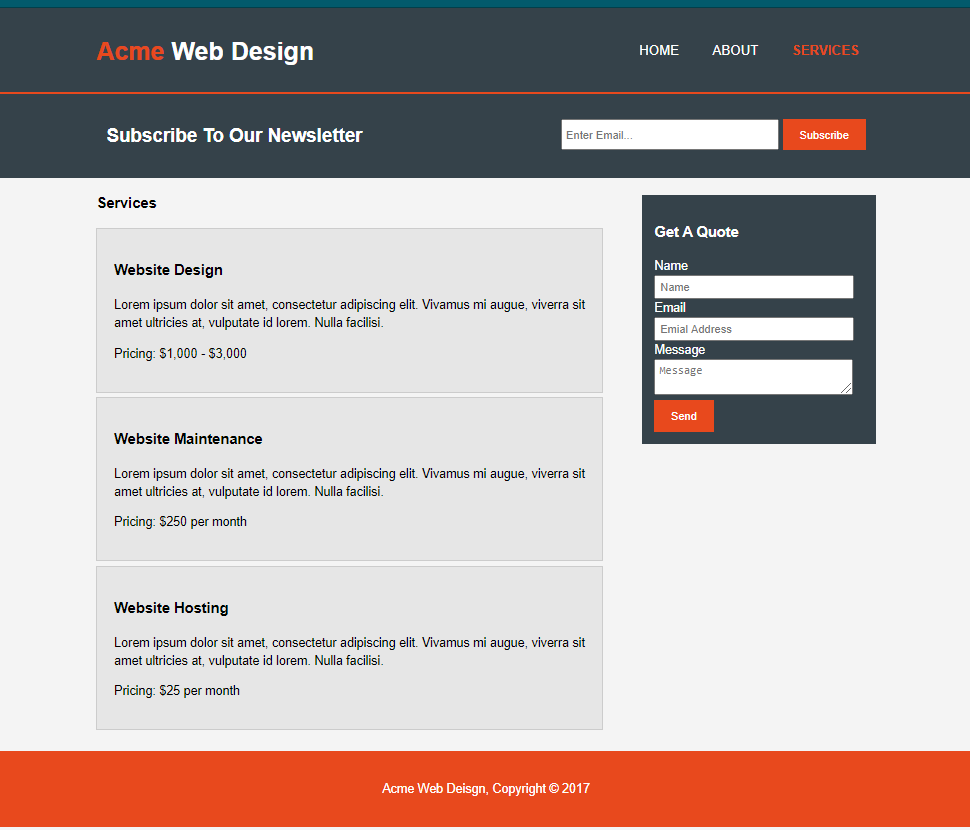 Acme Web Design
HOME ABOUT SERVICES
Subscribe To Our Newsletter
Enter Email...
Subscribe
Services
Website Design
Lorem ipsum dolor sit amet, consectetur adipiscing elit. Vivamus mi augue, viverra sit
amet ultricies at, vulputate id lorem. Nulla facilisi.
Pricing: $1,000 - $3,000
Website Maintenance
Lorem ipsum dolor sit amet, consectetur adipiscing elit. Vivamus mi augue, viverra sit
amet ultricies at, vulputate id lorem. Nulla facilisi.
Pricing: $250 per month
Website Hosting
Lorem ipsum dolor sit amet, consectetur adipiscing elit. Vivamus mi augue, viverra sit
amet ultricies at, vulputate id lorem. Nulla facilisi.
Pricing: $25 per month
Get A Quote
Name
Name
Email
Emial Address
Message
Message
Send
Acme Web Deisgn, Copyright © 2017